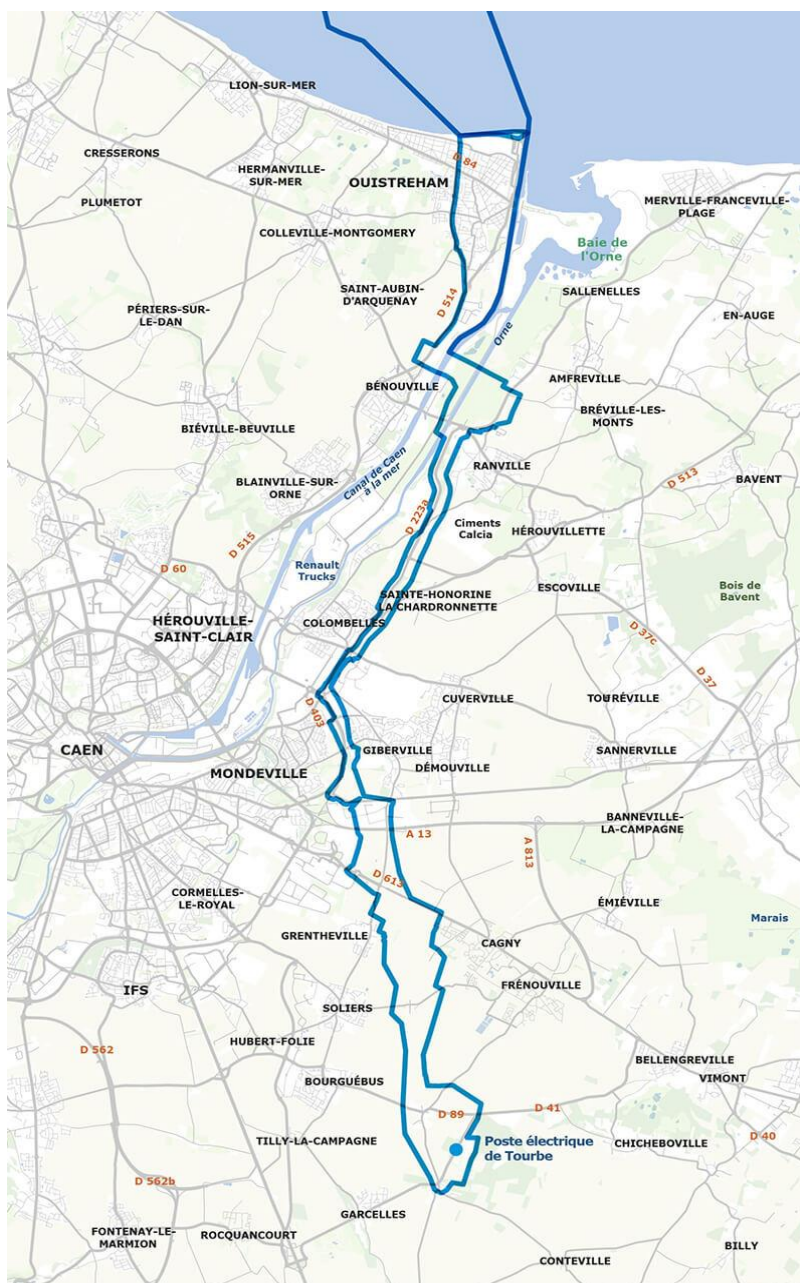 LION-SUR-MER
CRESSERONS
D 84
HERMANVILLE-
SUR-MER
OUISTREHAM
PLUMETOT
MERVILLE-FRANCEVILLE-
PLAGE
COLLEVILLE-MONTGOMERY
Baie de
l'Orne
SAINT-AUBIN-
D'ARQUENAY
SALLENELLES
D 514
PÉRIERS-SUR-
LE-DAN
EN-AUGE
Orne
BÉNOUVILLE
AMFREVILLE
BRÉVILLE-LES-
MONTS
BIÉVILLE-BEUVILLE
RANVILLE
BLAINVILLE-SUR-
ORNE
Canal de Caen
à la mer
D 513
BAVENT
D 223a
Ciments
Calcia
HÉROUVILLETTE
D 515
D 60
Renault
Trucks
ESCOVILLE
Bois de
Bavent
SAINTE-HONORINE
LA CHARDRONNETTE
HÉROUVILLE-
SAINT-CLAIR
COLOMBELLES
D 37c
D 37
CUVERVILLE
TOURÉVILLE
D 403
CAEN
GIBERVILLE
SANNERVILLE
MONDEVILLE
DÉMOUVILLE
BANNEVILLE-
LA-CAMPAGNE
A 13
A 813
D 613
CORMELLES-
LE-ROYAL
ÉMIÉVILLE
Marais
GRENTHEVILLE
CAGNY
IFS
FRÉNOUVILLE
SOLIERS
D 562
HUBERT-FOLIE
BELLENGREVILLE
VIMONT
BOURGUÉBUS
D 89
D 41
D 40
TILLY-LA-CAMPAGNE
Poste électrique
de Tourbe
CHICHEBOVILLE
D 562b
GARCELLES
FONTENAY-LE-
MARMION
ROCQUANCOURT
BILLY
CONTEVILLE